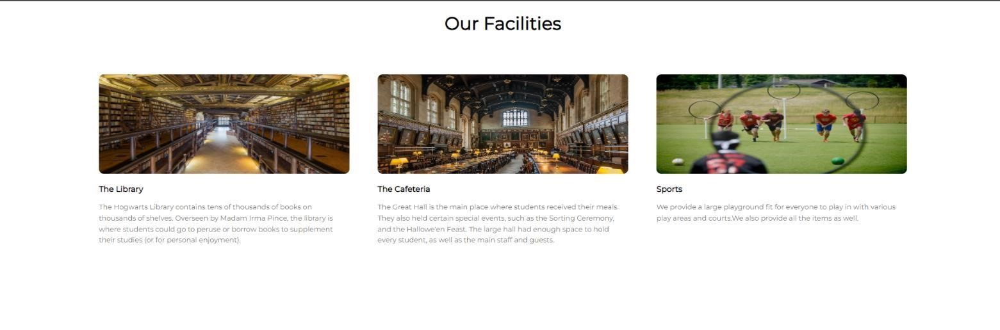 Our Facilities
The Library
The Hogwarts Library contains tens of thousands of books on
thousands of shelves. Overseen by Madam Irma Pince, the library is
where students could go to peruse or borrow books to supplement
their studies (or for personal enjoyment).
The Cafeteria
The Great Hall is the main place where students received their meals.
They also held certain special events, such as the Sorting Ceremony,
and the Hallowe'en Feast. The large hall had enough space to hold
every student, as well as the main staff and guests.
Sports
We provide a large playground fit for everyone to play in with various
play areas and courts.We also provide all the items as well.